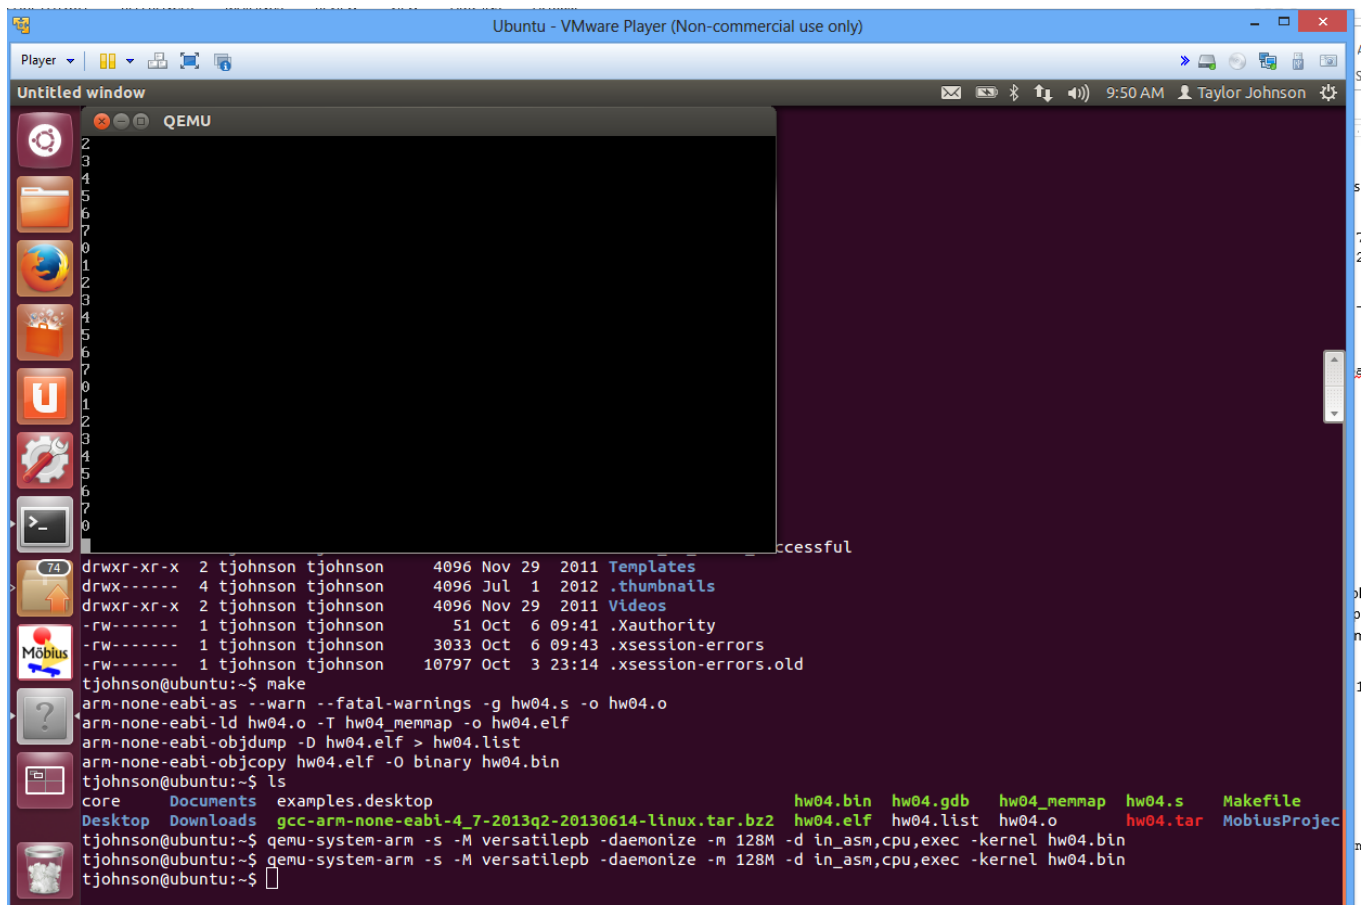 Ubuntu - VMware Player (Non-commercial use only)
Player
Untitled window
9:50 AM Taylor Johnson
QEMU
2
3
4
5
6
7
0
1
2
3
4
5
6
7
0
1
2
3
4
5
6
7
0
ccessful
drwxr-xr-x 2 tjohnson tjohnson 4096 Nov 29 2011 Templates
drwx------ 4 tjohnson tjohnson 4096 Jul 1 2012 .thumbnails
drwxr-xr-x 2 tjohnson tjohnson 4096 Nov 29 2011 Videos
-rw------- 1 tjohnson tjohnson 51 Oct 6 09:41 .Xauthority
-rw------- 1 tjohnson tjohnson 3033 Oct 6 09:43 .xsession-errors
-rw------- 1 tjohnson tjohnson 10797 Oct 3 23:14 .xsession-errors.old
tjohnson@ubuntu:~$ make
arm-none-eabi-as --warn --fatal-warnings -g hw04.s -o hw04.o
arm-none-eabi-ld hw04.o -T hw04_memmap -o hw04.elf
arm-none-eabi-objdump -D hw04.elf > hw04.list
arm-none-eabi-objcopy hw04.elf -O binary hw04.bin
tjohnson@ubuntu:~$ ls
core Documents examples.desktop hw04.bin hw04.gdb hw04_memmap hw04.s Makefile
Desktop Downloads gcc-arm-none-eabi-4_7-2013q2-20130614-linux.tar.bz2 hw04.elf hw04.list hw04.o hw04.tar MobiusProjec
tjohnson@ubuntu:~$ qemu-system-arm -s -M versatilepb -daemonize -m 128M -d in_asm,cpu,exec -kernel hw04.bin
tjohnson@ubuntu:~$ qemu-system-arm -s -M versatilepb -daemonize -m 128M -d in_asm,cpu,exec -kernel hw04.bin
tjohnson@ubuntu:~$
74
Möbius